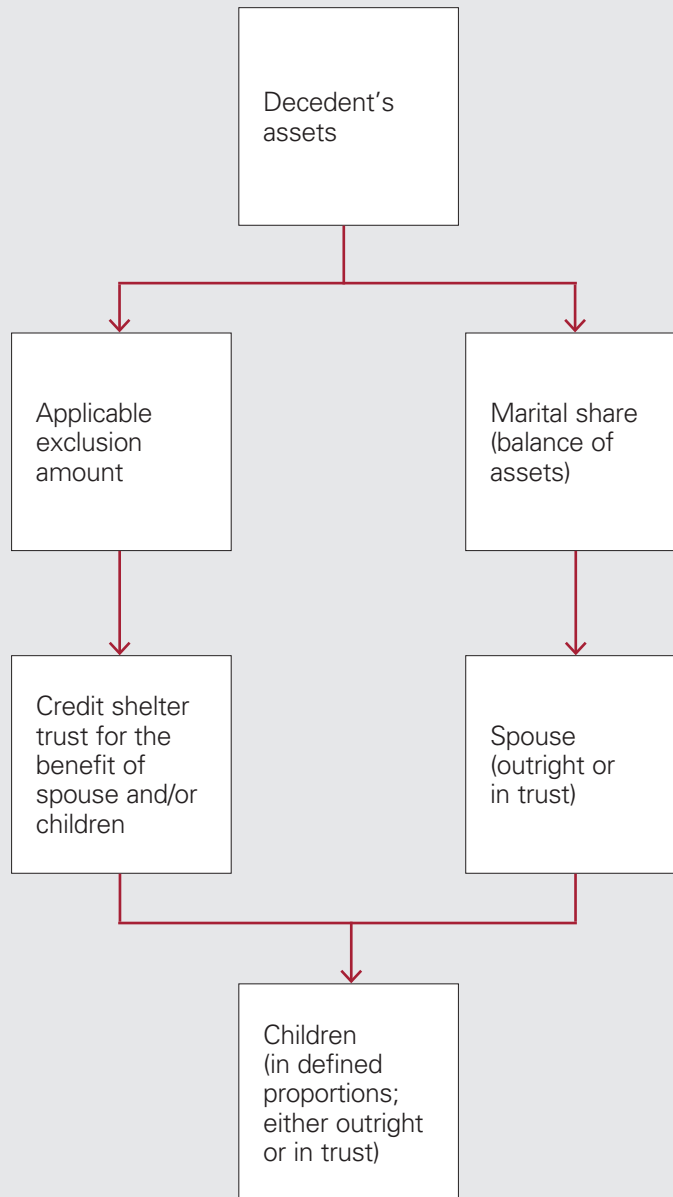 Decedent’s
assets
Applicable
exclusion
amount
Marital share
(balance of
assets)
Credit shelter
trust for the
benefit of
spouse and/or
children
Spouse
(outright or
in trust)
Children
(in defined
proportions;
either outright
or in trust)